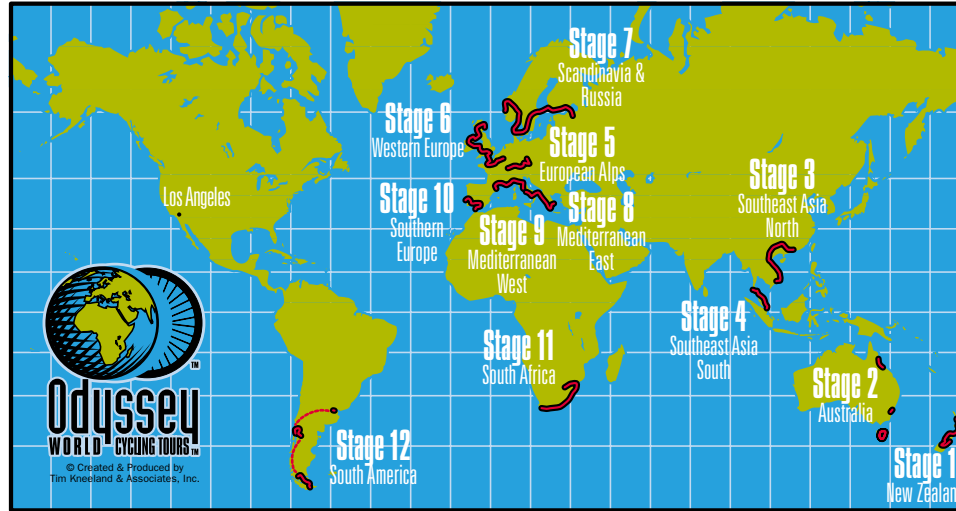 Stage 7
Scandinavia &
Russia
Stage 6
Western Europe
Stage 5
European Alps
Los Angeles
Stage 10
Southern
Europe
Stage 9
Mediterranean
West
Stage 8
Mediterranean
East
Stage 3
Southeast Asia
North
Stage 4
Southeast Asia
South
Stage 11
South Africa
Stage 2
Australia
Stage 12
South America
Stage 1
New Zealan
TM
Odyssey
WORLD CYCLING TOURS TM
© Created & Produced by
Tim Kneeland & Associates, Inc.